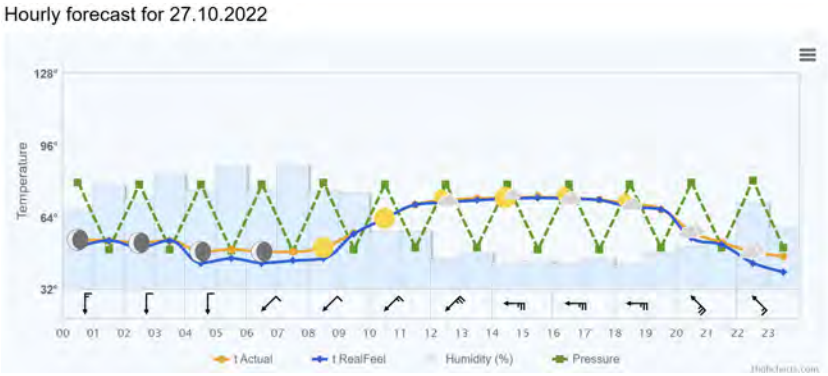 Hourly forecast for 27.10.2022
128°
96°
64°
32°
Temperature
00 01 02 03 04 05 06 07 08 09 10 11 12 13 14 15 16 17 18 19 20 21 22 23
t Actual t RealFeel Humidity (%) Pressure
Highcharts.com